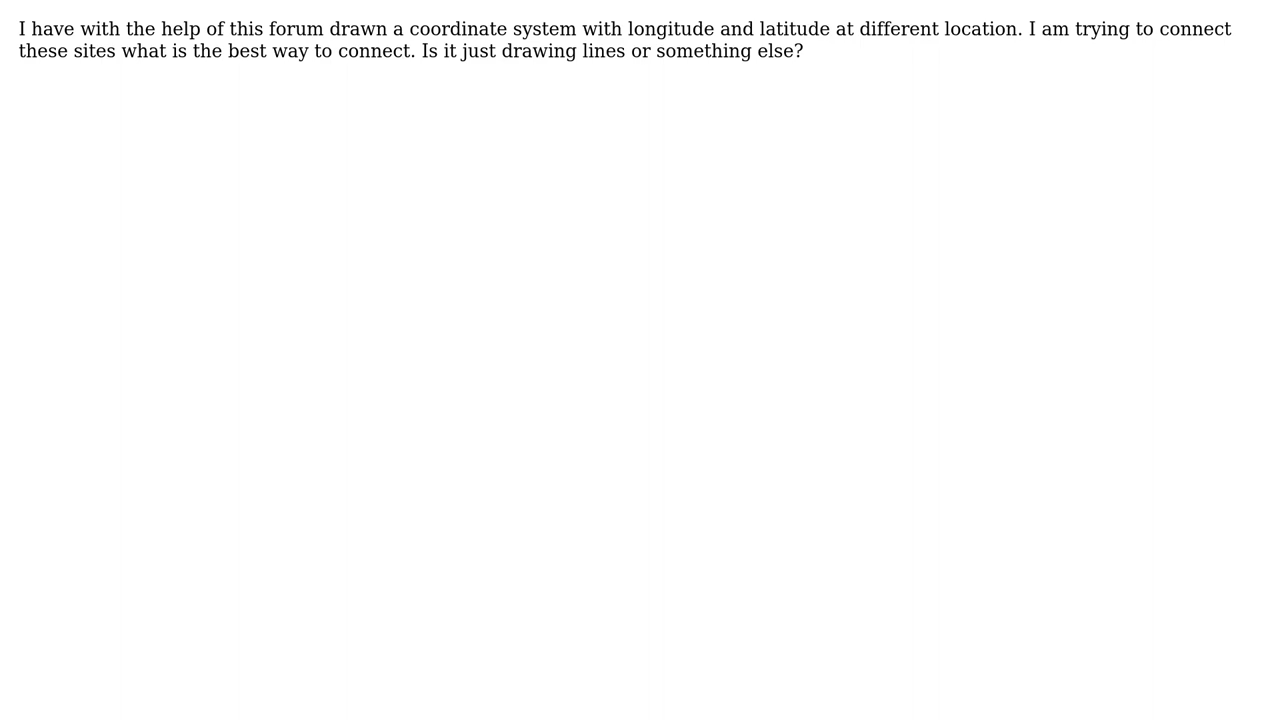 I have with the help of this forum drawn a coordinate system with longitude and latitude at different location. I am trying to connect
these sites what is the best way to connect. Is it just drawing lines or something else?